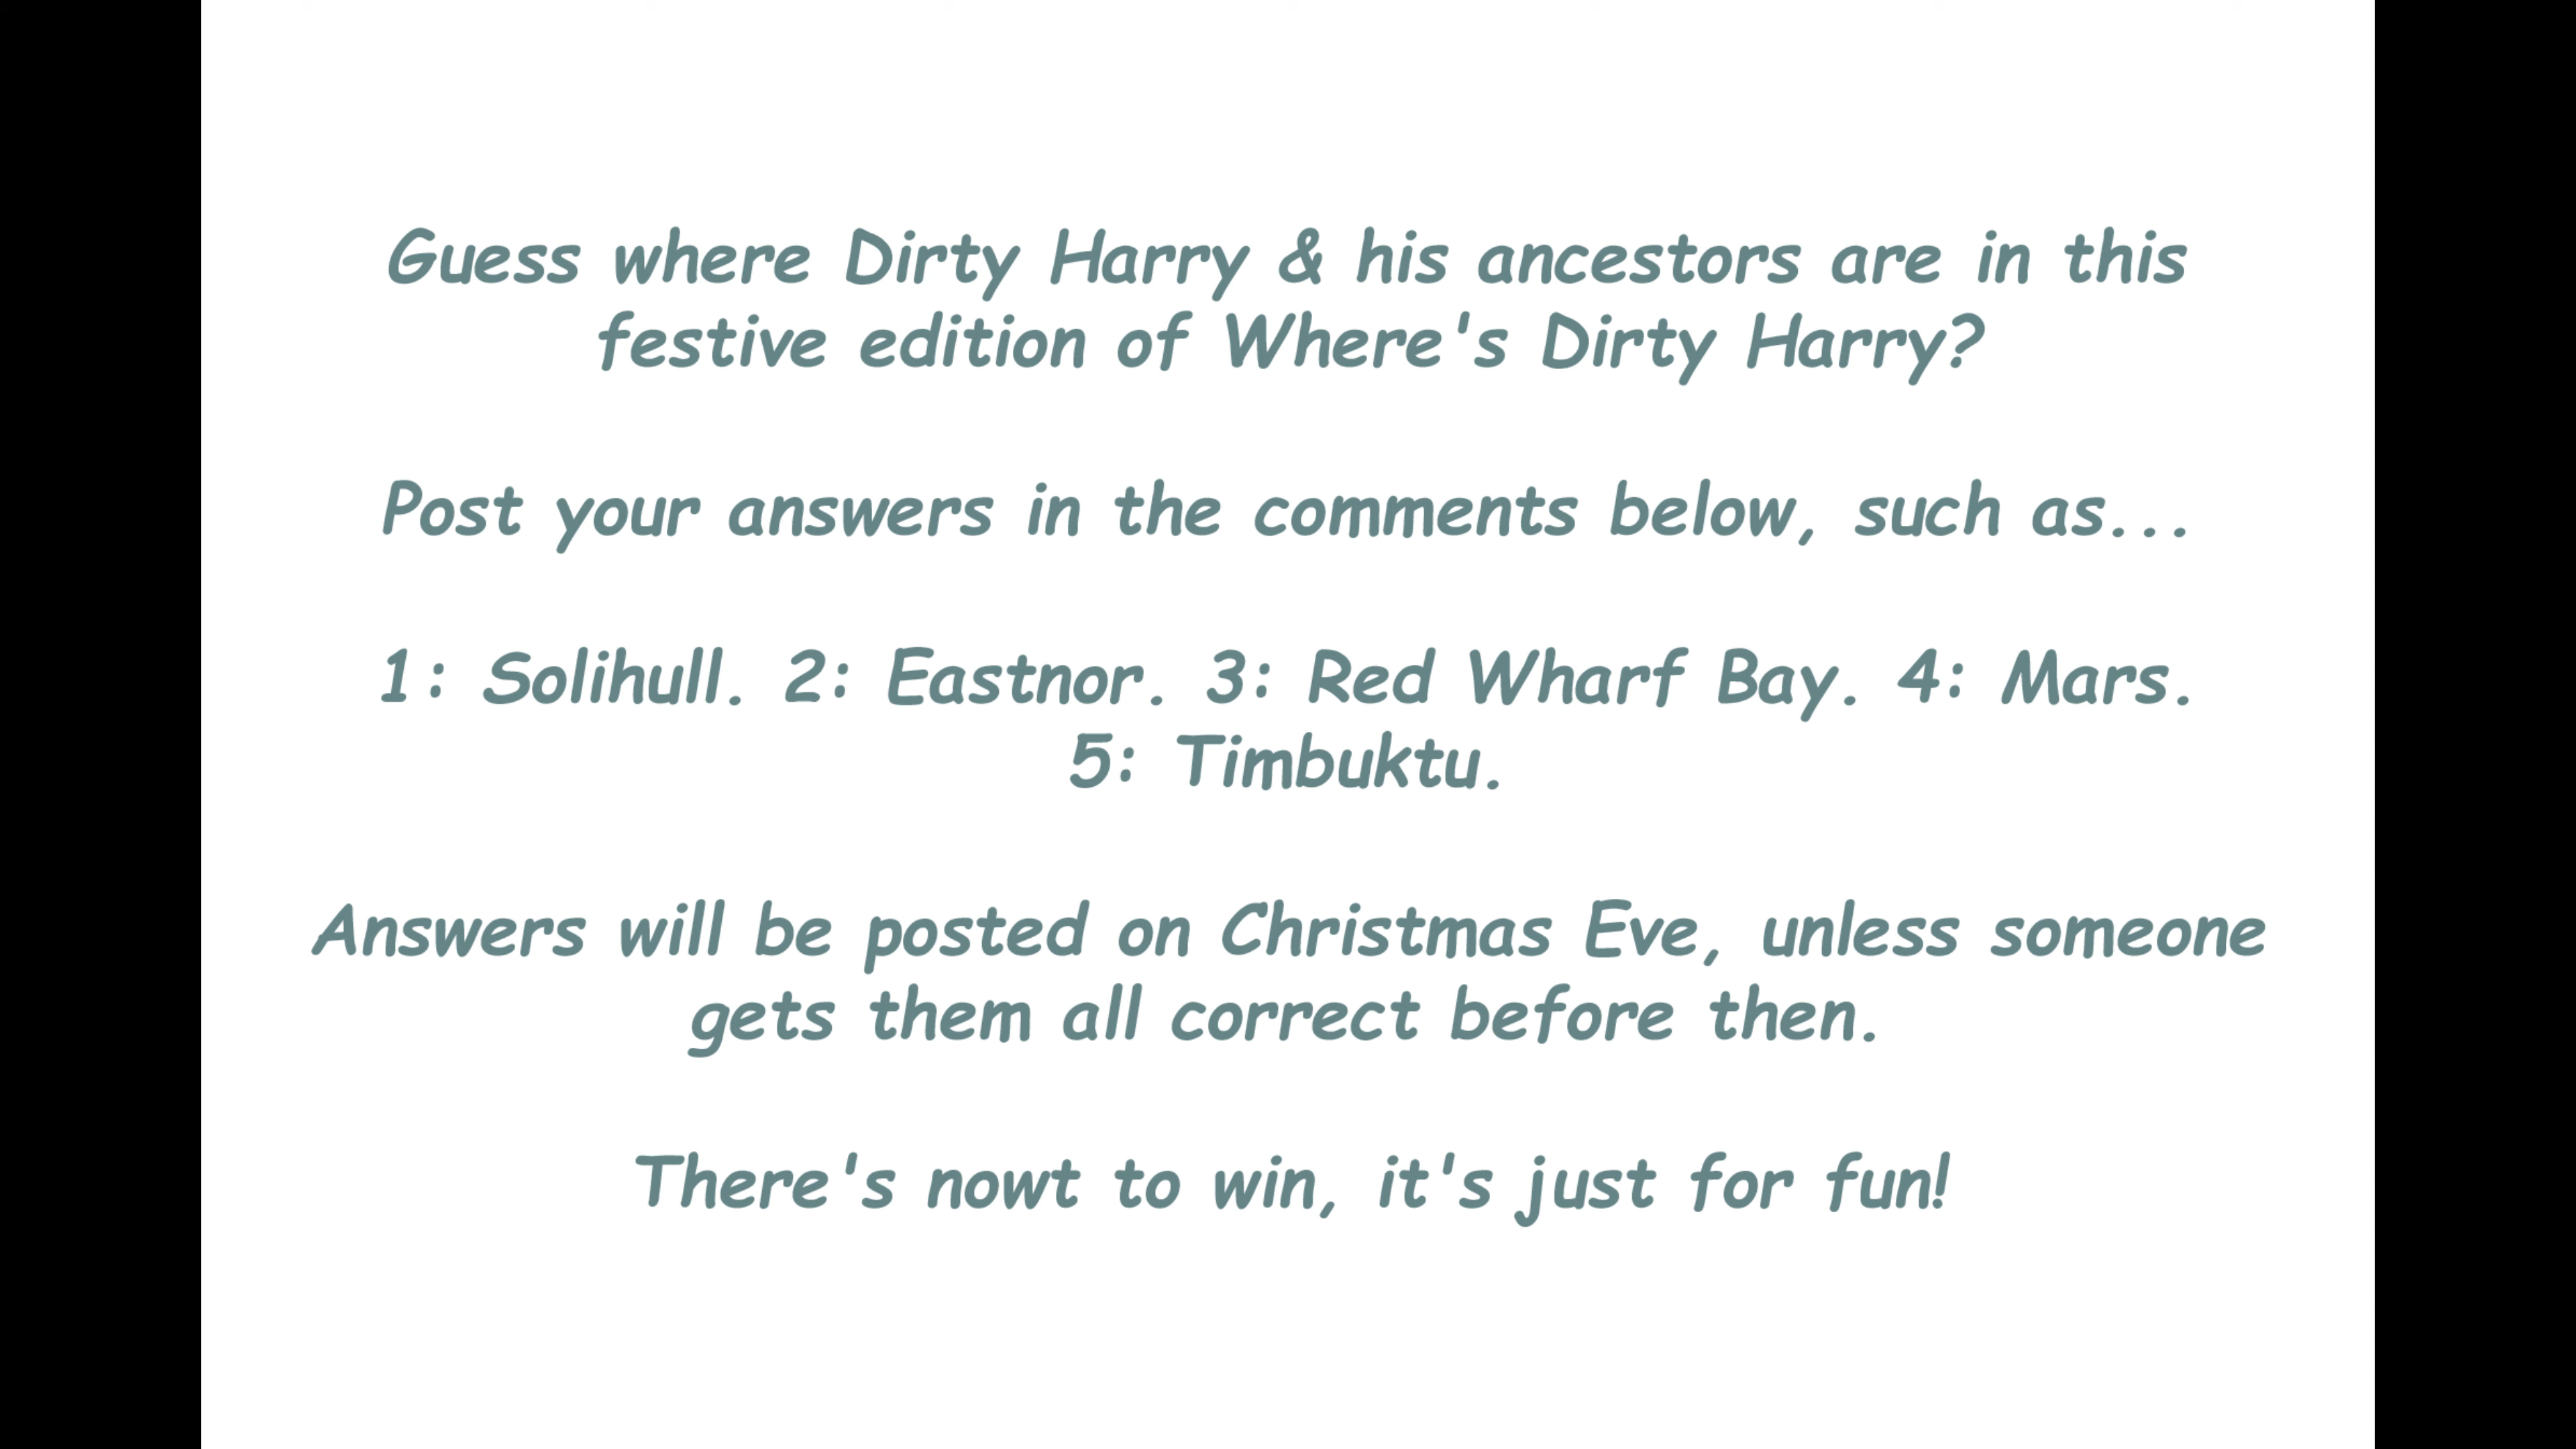 Guess where Dirty Harry & his ancestors are in this
festive edition of Where's Dirty Harry?
Post your answers in the comments below, such as...
1: Solihull. 2: Eastnor. 3: Red Wharf Bay. 4: Mars.
5: Timbuktu.
Answers will be posted on Christmas Eve, unless someone
gets them all correct before then.
There's nowt to win, it's just for fun!